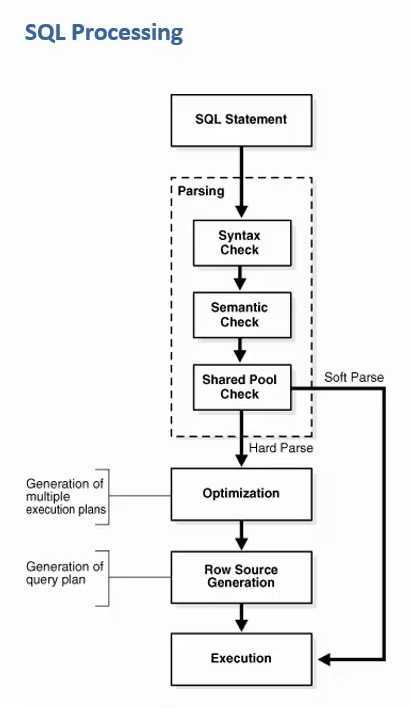 SQL Processing
SQL Statement
Parsing
Syntax
Check
Semantic
Check
Shared Pool
Check
Soft Parse
Hard Parse
Generation of
multiple
execution plans
Optimization
Generation of
query plan
Row Source
Generation
Execution